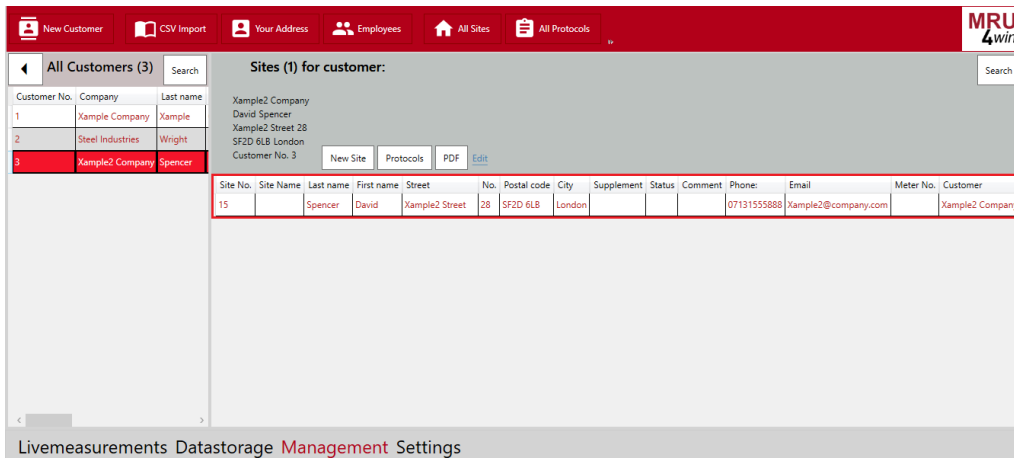 New Customer CSV Import Your Address Employees All Sites All Protocols
MRU
4win
All Customers (3) Search
Sites (1) for customer: Search
Customer No. Company Last name
1 Xample Company Xample
2 Steel Industries Wright
3 Xample2 Company Spencer
Xample2 Company
David Spencer
Xample2 Street 28
SF2D 6LB London
Customer No. 3 New Site Protocols PDF Edit
Site No. Site Name Last name First name Street No. Postal code City Supplement Status Comment Phone: Email Meter No. Customer
15 Spencer David Xample2 Street 28 SF2D 6LB London 07131555888 Xample2@company.com Xample2 Company
Livemeasurements Datastorage Management Settings